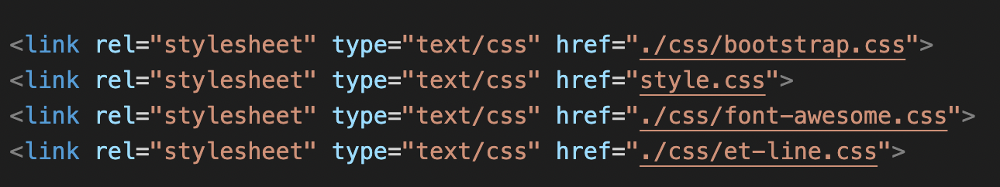 <link rel="stylesheet" type="text/css" href="./css/bootstrap.css">
<link rel="stylesheet" type="text/css" href="style.css">
<link rel="stylesheet" type="text/css" href="./css/font-awesome.css">
<link rel="stylesheet" type="text/css" href="./css/et-line.css">